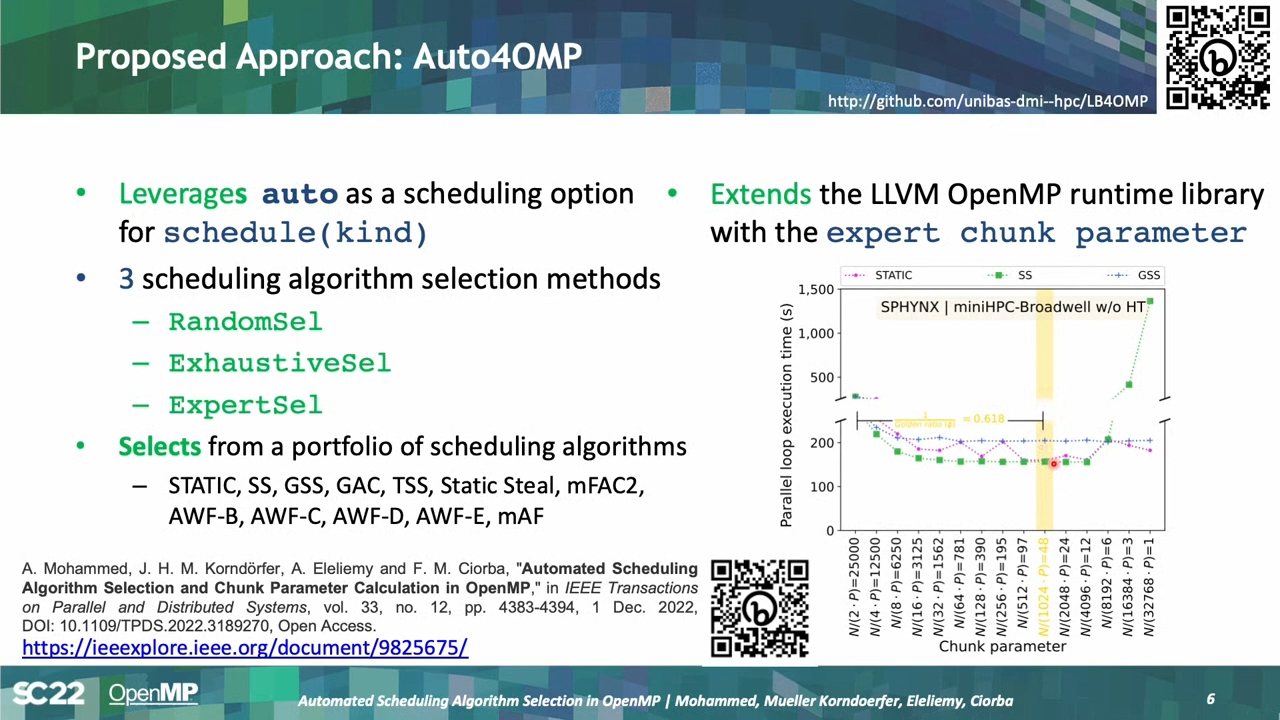 Proposed Approach: Auto4OMP
http://github.com/unibas-dmi--hpc/LB4OMP
• Leverages auto as a scheduling option
for schedule(kind)
• 3 scheduling algorithm selection methods
– RandomSel
– ExhaustiveSel
– ExpertSel
• Selects from a portfolio of scheduling algorithms
– STATIC, SS, GSS, GAC, TSS, Static Steal, mFAC2,
AWF-B, AWF-C, AWF-D, AWF-E, mAF
• Extends the LLVM OpenMP runtime library
with the expert chunk parameter
STATIC SS GSS
SPHYNX | miniHPC-Broadwell w/o HT
Parallel loop execution time (s)
1,500
1,000
500
200
100
0
1
Golden ratio (ϕ)
= 0.618
N/(2 · P)=25000
N/(4 · P)=12500
N/(8 · P)=6250
N/(16 · P)=3125
N/(32 · P)=1562
N/(64 · P)=781
N/(128 · P)=390
N/(256 · P)=195
N/(512 · P)=97
N/(1024 · P)=48
N/(2048 · P)=24
N/(4096 · P)=12
N/(8192 · P)=6
N/(16384 · P)=3
N/(32768 · P)=1
Chunk parameter
A. Mohammed, J. H. M. Korndörfer, A. Eleliemy and F. M. Ciorba, "Automated Scheduling
Algorithm Selection and Chunk Parameter Calculation in OpenMP," in IEEE Transactions
on Parallel and Distributed Systems, vol. 33, no. 12, pp. 4383-4394, 1 Dec. 2022,
DOI: 10.1109/TPDS.2022.3189270, Open Access.
https://ieeexplore.ieee.org/document/9825675/
SC22 OpenMP
Automated Scheduling Algorithm Selection in OpenMP | Mohammed, Mueller Korndoerfer, Eleliemy, Ciorba
6